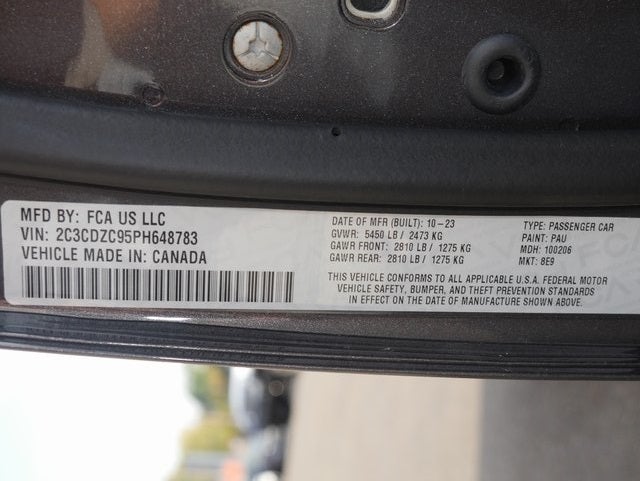 MFD BY: FCA US LLC
VIN: 2C3CDZC95PH648783
VEHICLE MADE IN: CANADA
DATE OF MFR (BUILT): 10-23
GVWR: 5450 LB / 2473 KG
GAWR FRONT: 2810 LB / 1275 KG
GAWR REAR: 2810 LB / 1275 KG
TYPE: PASSENGER CAR
PAINT: PAU
MDH: 100206
MKT: 8E9
THIS VEHICLE CONFORMS TO ALL APPLICABLE U.S.A. FEDERAL MOTOR
VEHICLE SAFETY, BUMPER, AND THEFT PREVENTION STANDARDS
IN EFFECT ON THE DATE OF MANUFACTURE SHOWN ABOVE.